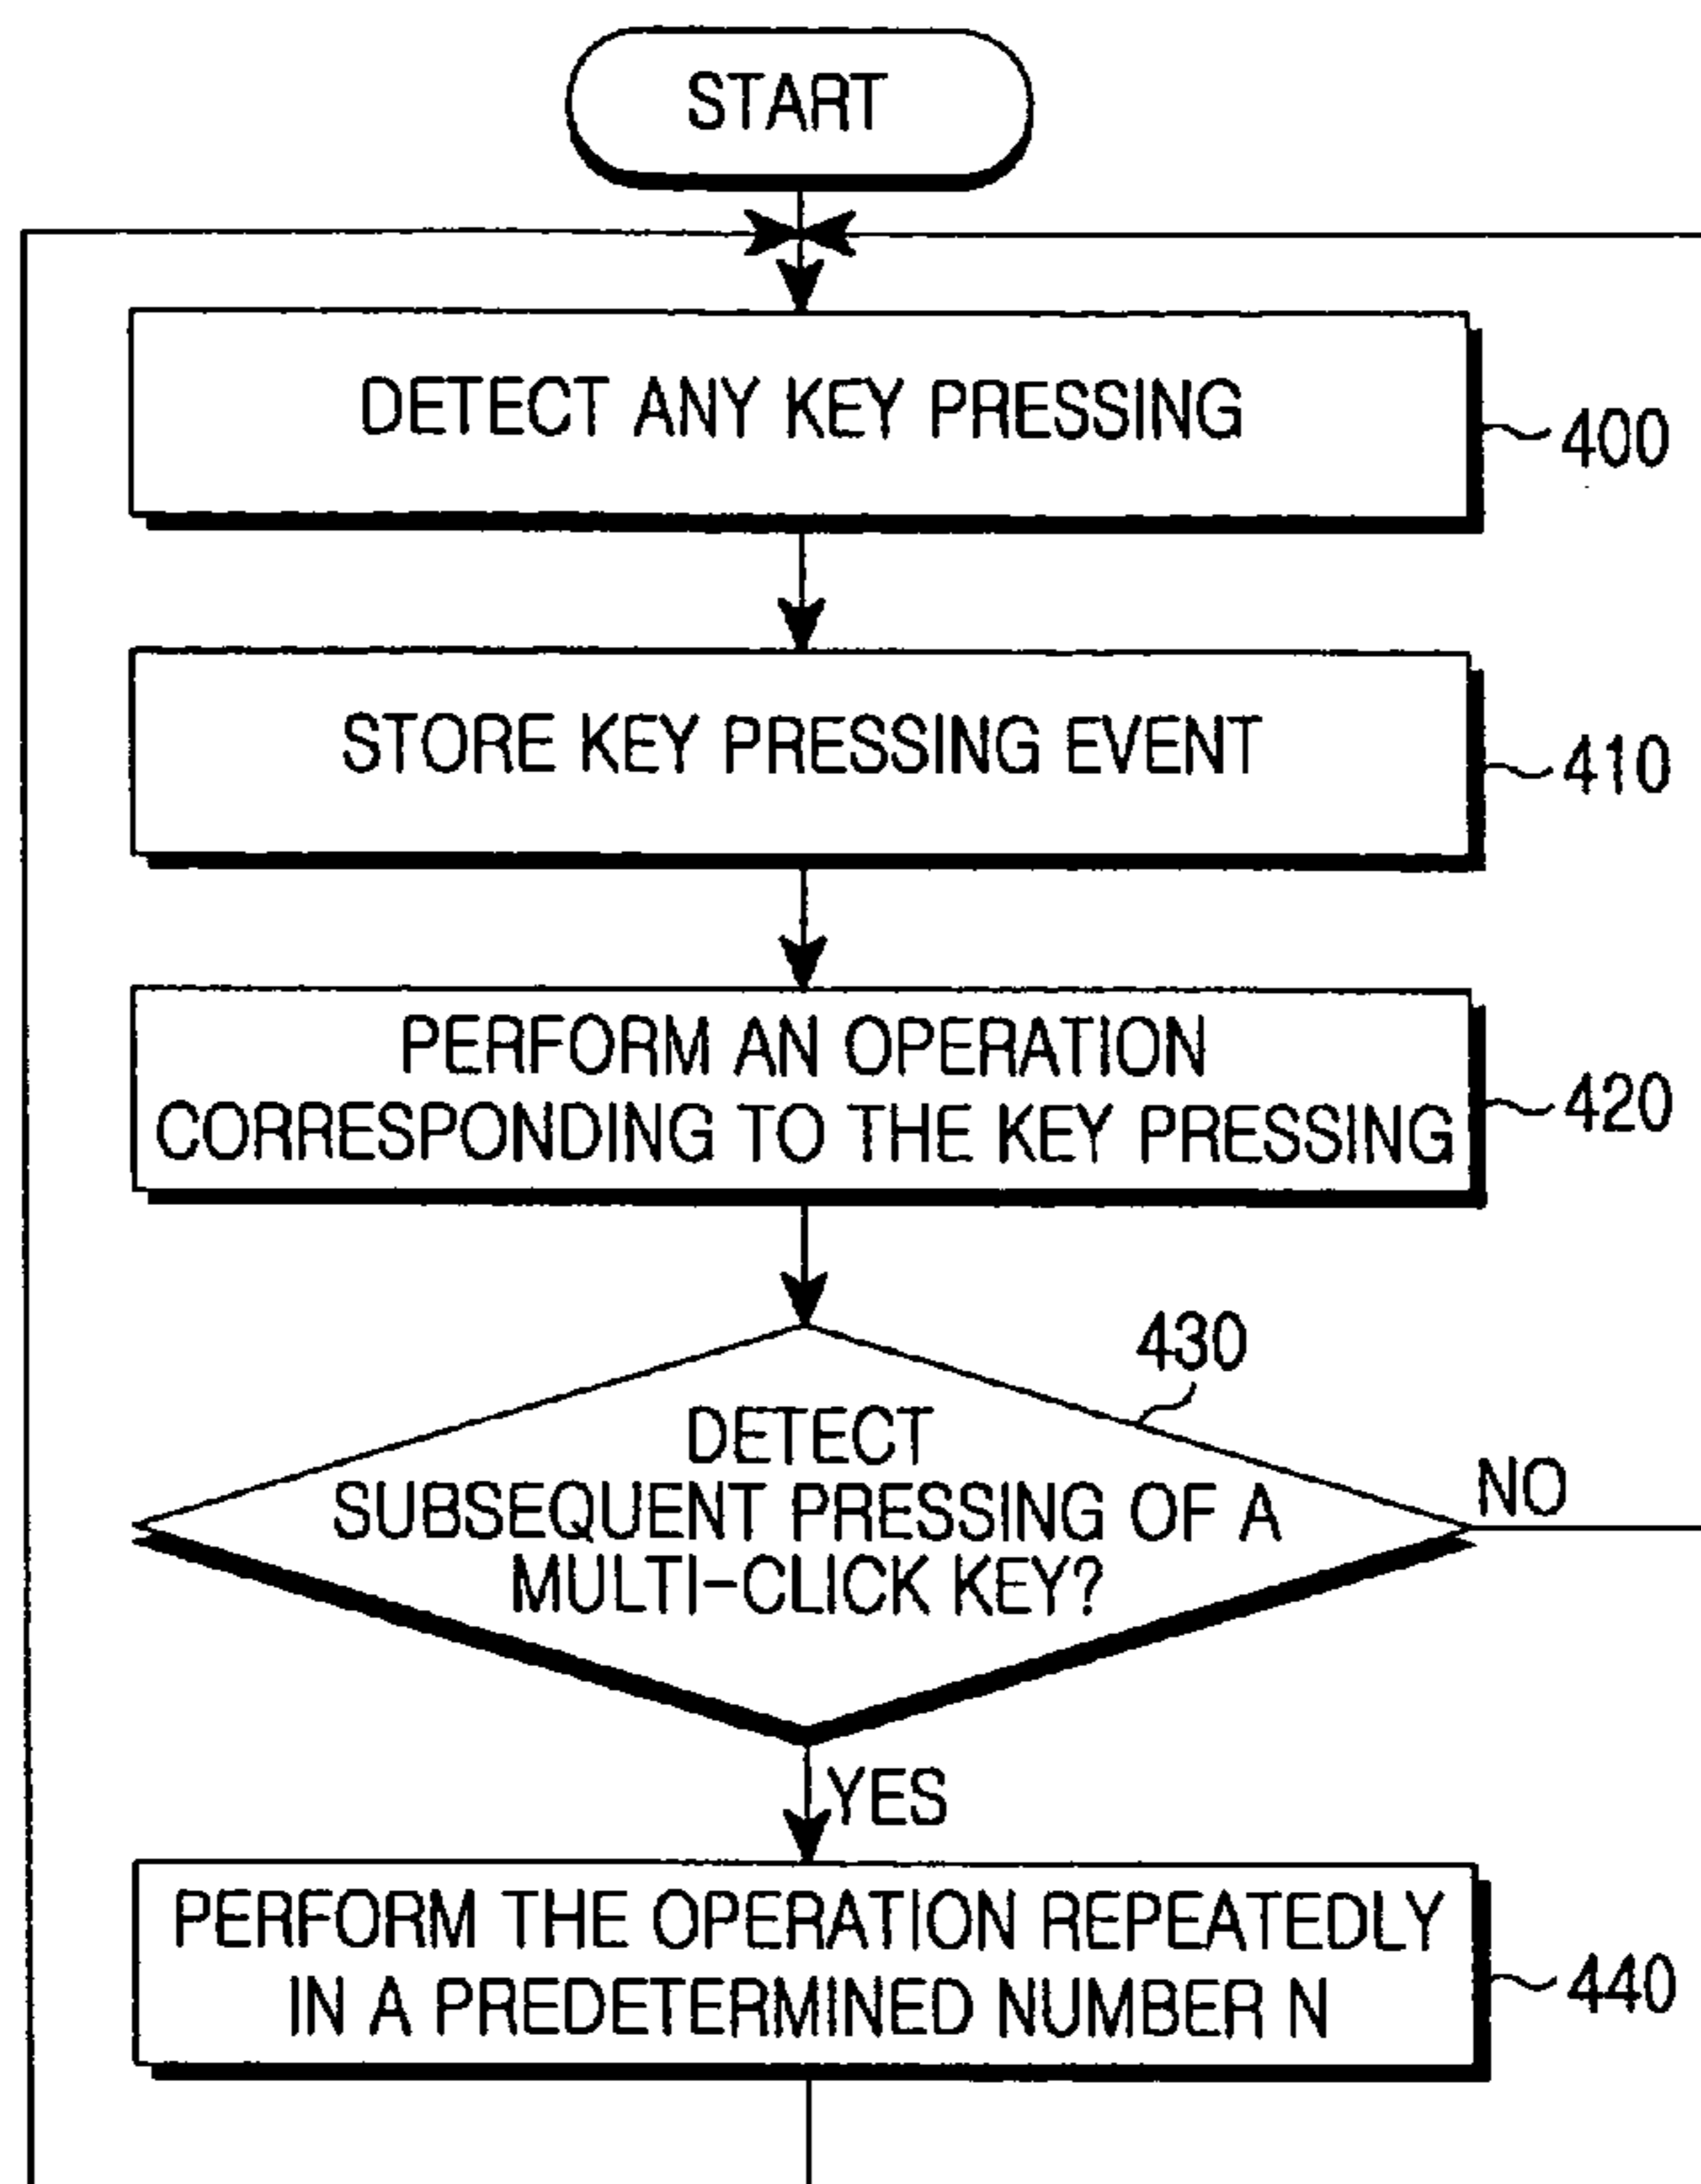 START
DETECT ANY KEY PRESSING
400
STORE KEY PRESSING EVENT
410
PERFORM AN OPERATION
CORRESPONDING TO THE KEY PRESSING
420
430
DETECT
SUBSEQUENT PRESSING OF A
MULTI-CLICK KEY?
NO
YES
PERFORM THE OPERATION REPEATEDLY
IN A PREDETERMINED NUMBER N
440